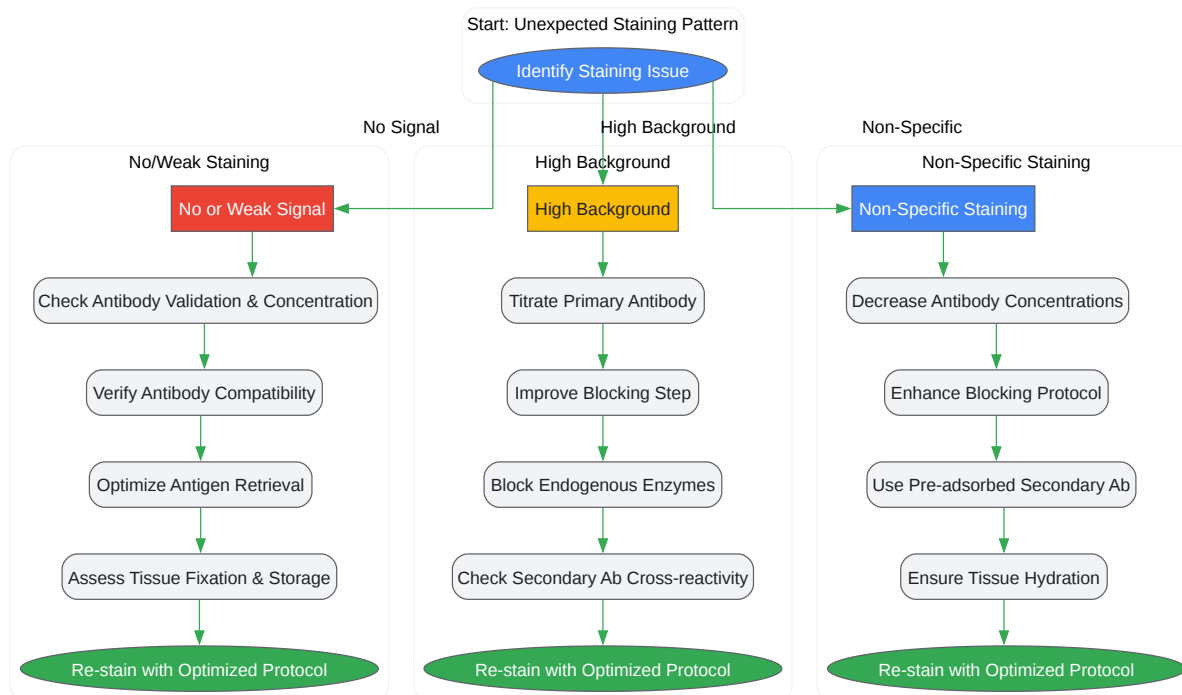 Start: Unexpected Staining Pattern
Identify Staining Issue
No Signal
High Background
Non-Specific
No/Weak Staining
No or Weak Signal
Check Antibody Validation & Concentration
Verify Antibody Compatibility
Optimize Antigen Retrieval
Assess Tissue Fixation & Storage
Re-stain with Optimized Protocol
High Background
High Background
Titrate Primary Antibody
Improve Blocking Step
Block Endogenous Enzymes
Check Secondary Ab Cross-reactivity
Re-stain with Optimized Protocol
Non-Specific Staining
Non-Specific Staining
Decrease Antibody Concentrations
Enhance Blocking Protocol
Use Pre-adsorbed Secondary Ab
Ensure Tissue Hydration
Re-stain with Optimized Protocol